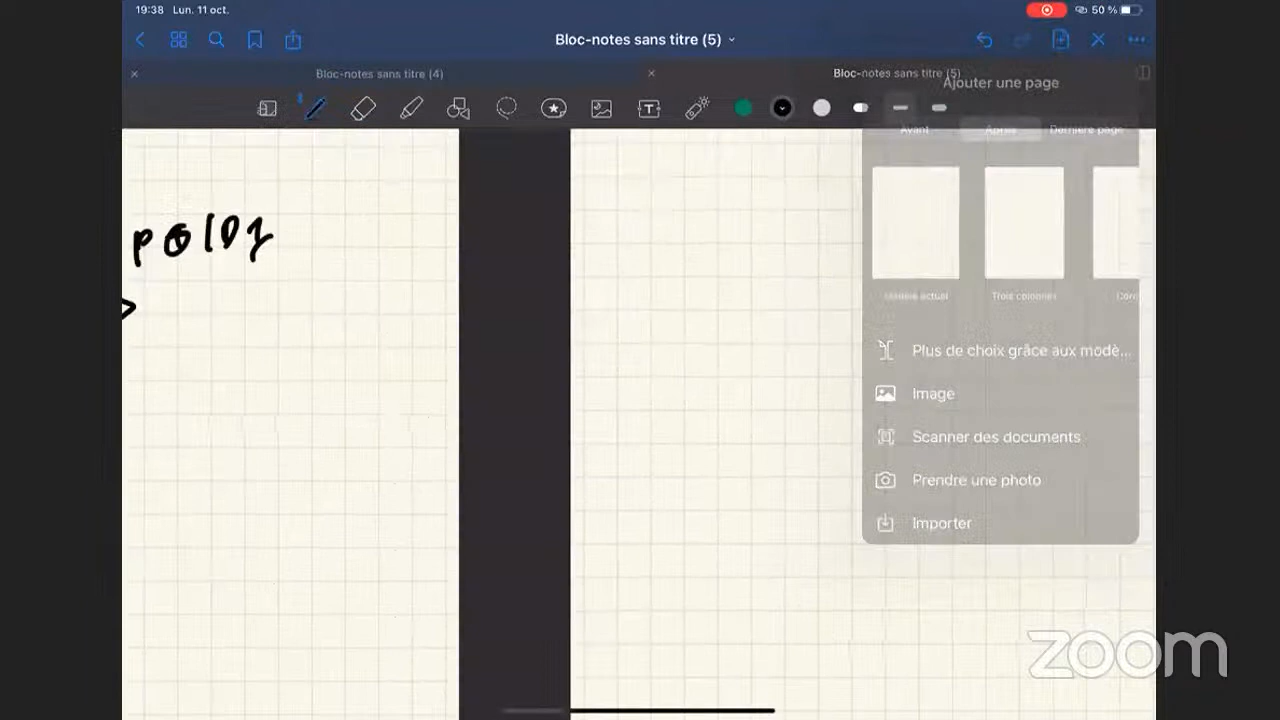 19:38 Lun. 11 oct.
50 %
Bloc-notes sans titre (5)
Bloc-notes sans titre (4)
Bloc-notes sans titre (5)
Ajouter une page
Avant
Après
Dernière page
Modèle actuel
Trois colonnes
Plus de choix grâce aux modè...
Image
Scanner des documents
Prendre une photo
Importer
zoom